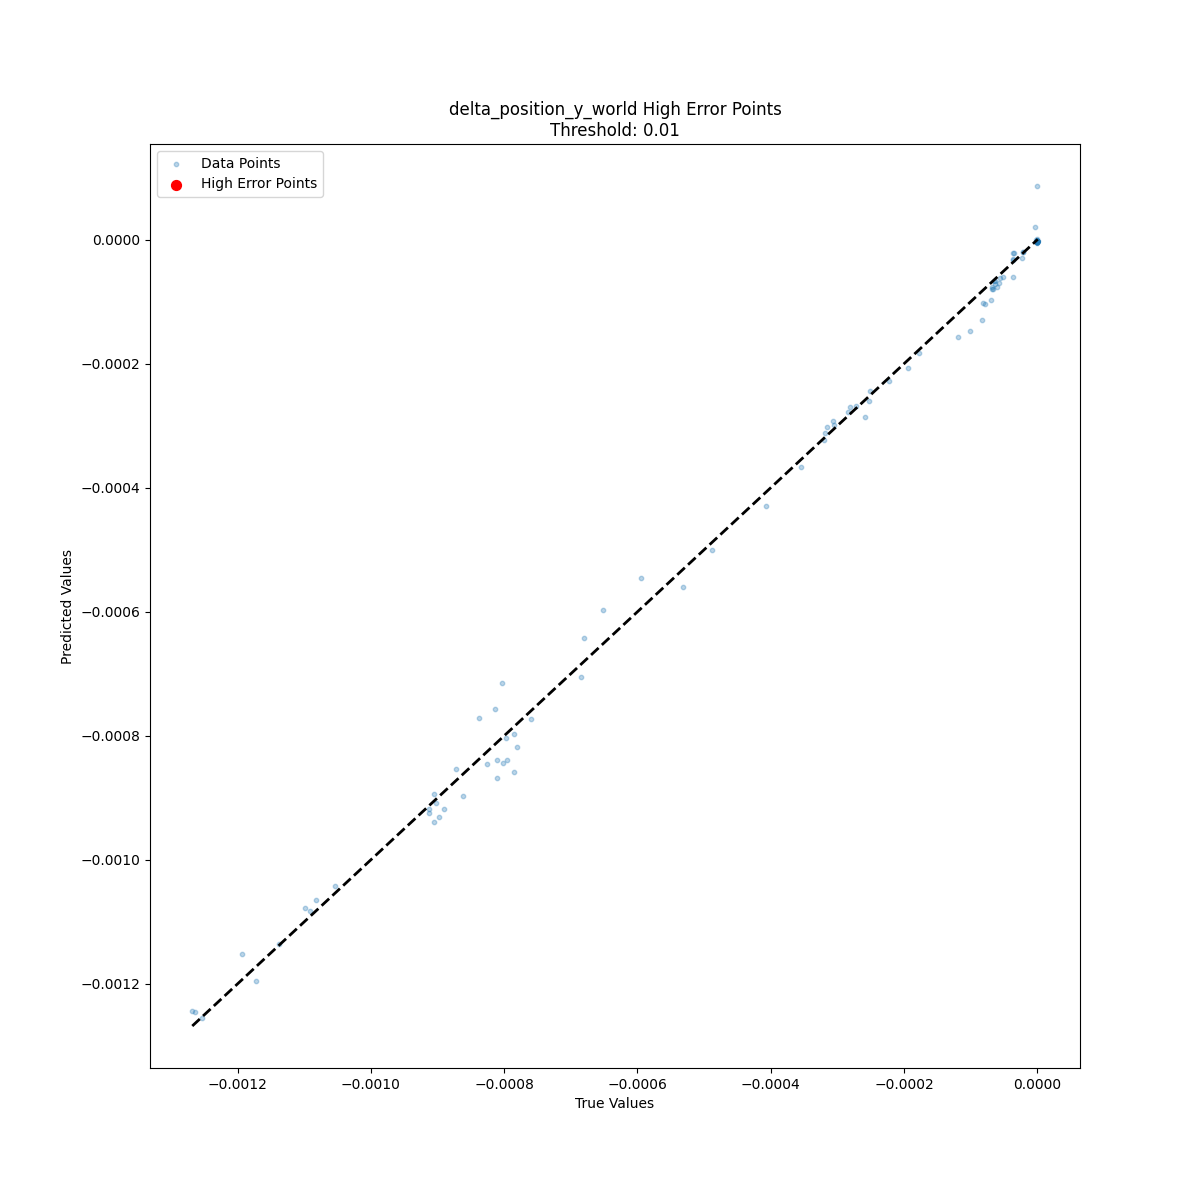 delta_position_y_world High Error Points
Threshold: 0.01
Data Points
High Error Points
0.0000
−0.0002
−0.0004
−0.0006
−0.0008
−0.0010
−0.0012
Predicted Values
−0.0012
−0.0010
−0.0008
−0.0006
−0.0004
−0.0002
0.0000
True Values